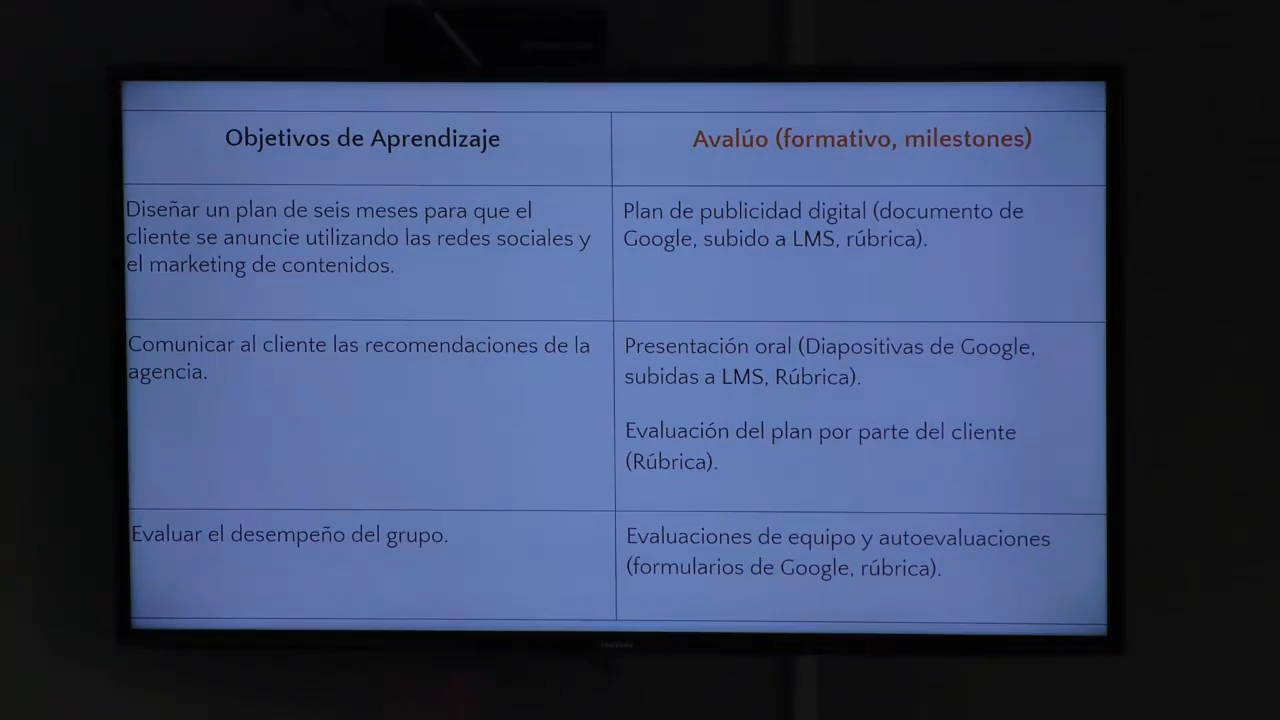 Objetivos de Aprendizaje
Avalúo (formativo, milestones)
Diseñar un plan de seis meses para que el
cliente se anuncie utilizando las redes sociales y
el marketing de contenidos.
Plan de publicidad digital (documento de
Google, subido a LMS, rúbrica).
Comunicar al cliente las recomendaciones de la
agencia.
Presentación oral (Diapositivas de Google,
subidas a LMS, Rúbrica).
Evaluación del plan por parte del cliente
(Rúbrica).
Evaluar el desempeño del grupo.
Evaluaciones de equipo y autoevaluaciones
(formularios de Google, rúbrica).
SAMSUNG